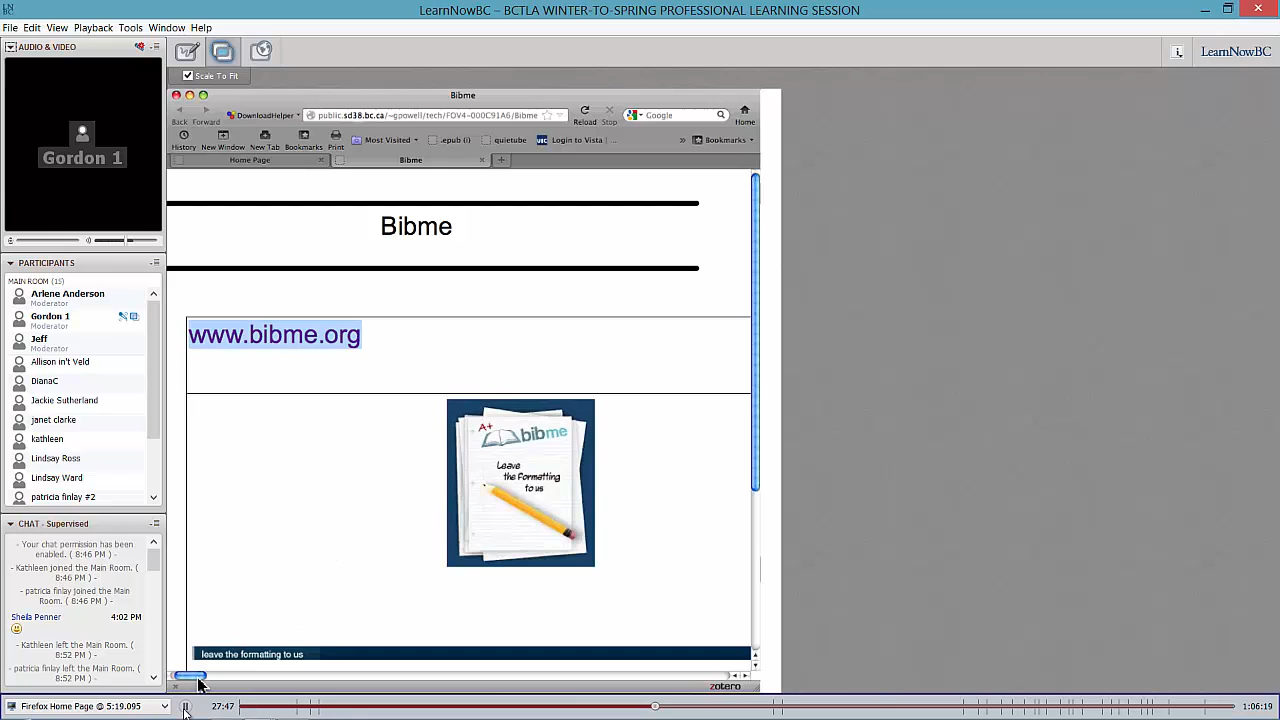 LearnNowBC – BCTLA WINTER-TO-SPRING PROFESSIONAL LEARNING SESSION
File Edit View Playback Tools Window Help
AUDIO & VIDEO
Gordon 1
PARTICIPANTS
MAIN ROOM (15)
Arlene Anderson
Moderator
Gordon 1
Moderator
Jeff
Moderator
Allison in't Veld
DianaC
Jackie Sutherland
janet clarke
kathleen
Lindsay Ross
Lindsay Ward
patricia finlay #2
CHAT - Supervised
- Your chat permission has been
enabled. ( 8:46 PM ) -
- Kathleen joined the Main Room. (
8:46 PM ) -
- patricia finlay joined the Main
Room. ( 8:46 PM ) -
Sheila Penner 4:02 PM
- Kathleen left the Main Room. (
8:52 PM ) -
- patricia finlay left the Main Room. (
8:52 PM ) -
LearnNowBC
Scale To Fit
Bibme
Back Forward
DownloadHelper
public.sd38.bc.ca/~gpowell/tech/FOV4-000C91A6/Bibme
Reload Stop
Google
Home
History New Window New Tab Bookmarks Print
Most Visited .epub (i) quietube UBC Login to Vista | ... » Bookmarks
Home Page Bibme
Bibme
www.bibme.org
A+
bibme
Leave
the Formatting
to us
leave the formatting to us
zotero
Firefox Home Page @ 5:19.095 27:47 1:06:19